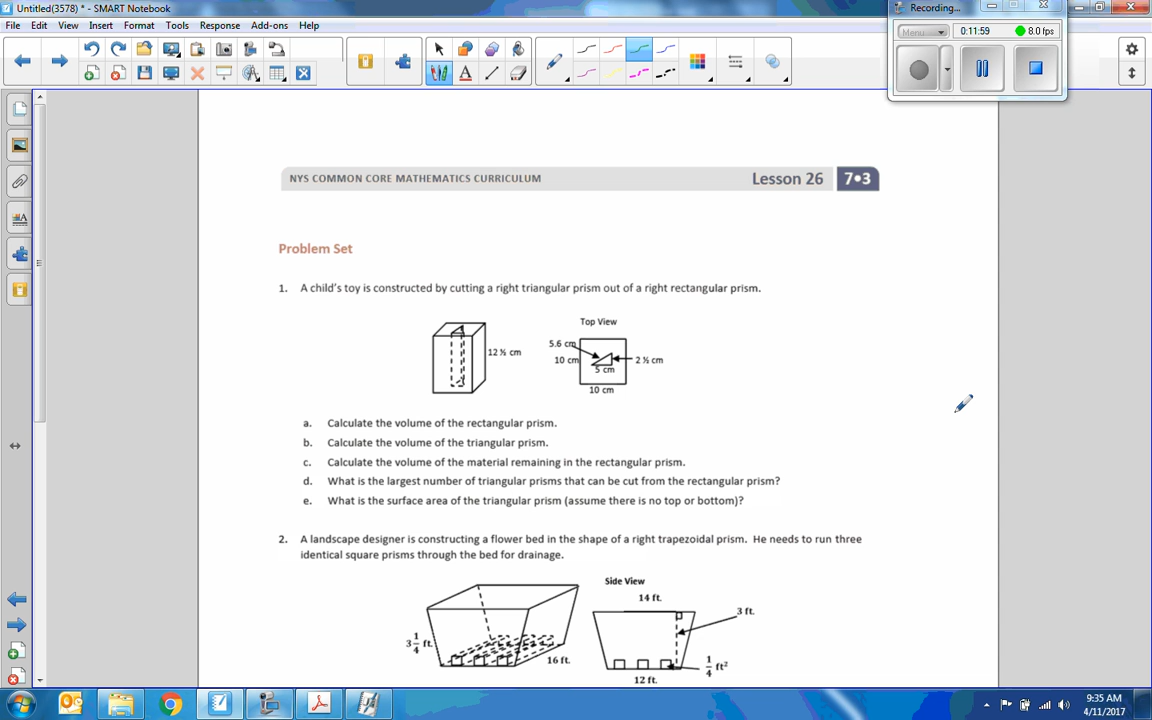 Untitled(3578) * - SMART Notebook
File Edit View Insert Format Tools Response Add-ons Help
Recording...
Menu
0:11:59
8.0 fps
NYS COMMON CORE MATHEMATICS CURRICULUM
Lesson 26
7•3
Problem Set
1. A child's toy is constructed by cutting a right triangular prism out of a right rectangular prism.
Top View
12 ½ cm
5.6 cm
10 cm
2 ½ cm
5 cm
10 cm
a. Calculate the volume of the rectangular prism.
b. Calculate the volume of the triangular prism.
c. Calculate the volume of the material remaining in the rectangular prism.
d. What is the largest number of triangular prisms that can be cut from the rectangular prism?
e. What is the surface area of the triangular prism (assume there is no top or bottom)?
2. A landscape designer is constructing a flower bed in the shape of a right trapezoidal prism. He needs to run three
identical square prisms through the bed for drainage.
Side View
14 ft.
3 ft.
3 1/4 ft.
16 ft.
1/4 ft²
12 ft.
9:35 AM
4/11/2017